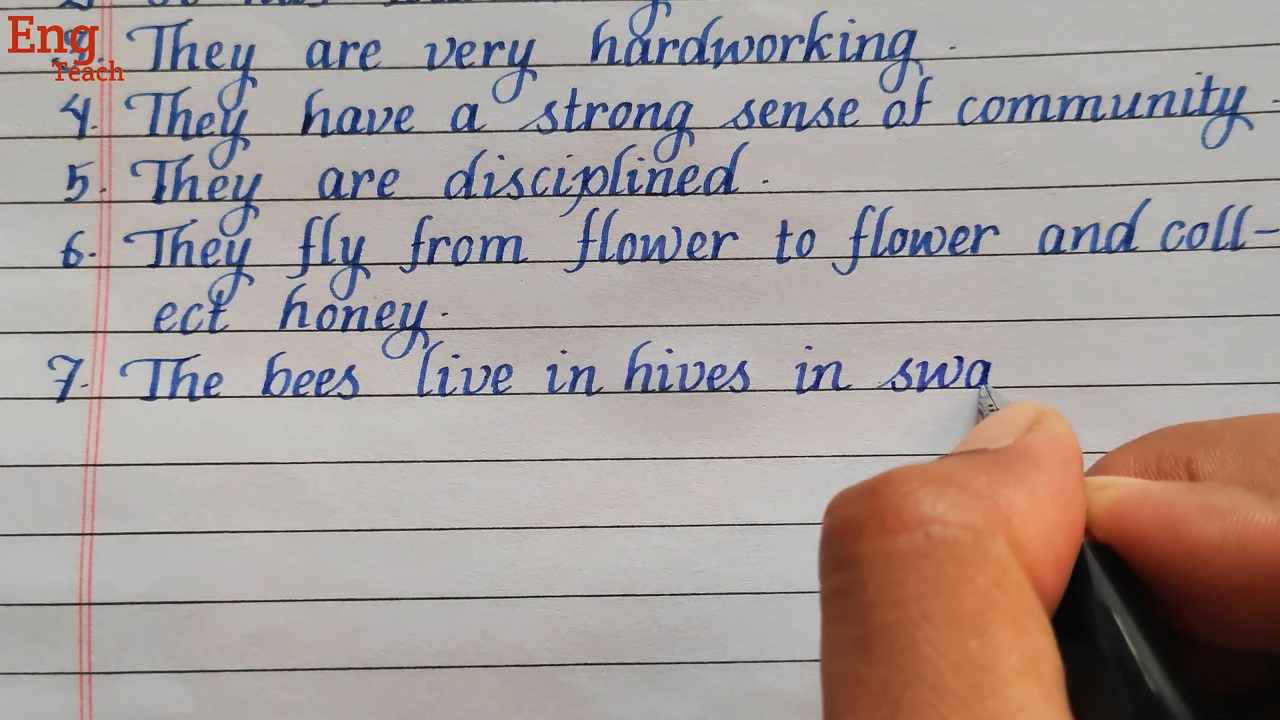 Eng
Teach
3. They are very hardworking.
4. They have a strong sense of community.
5. They are disciplined.
6. They fly from flower to flower and coll-
ect honey.
7. The bees live in hives in swa